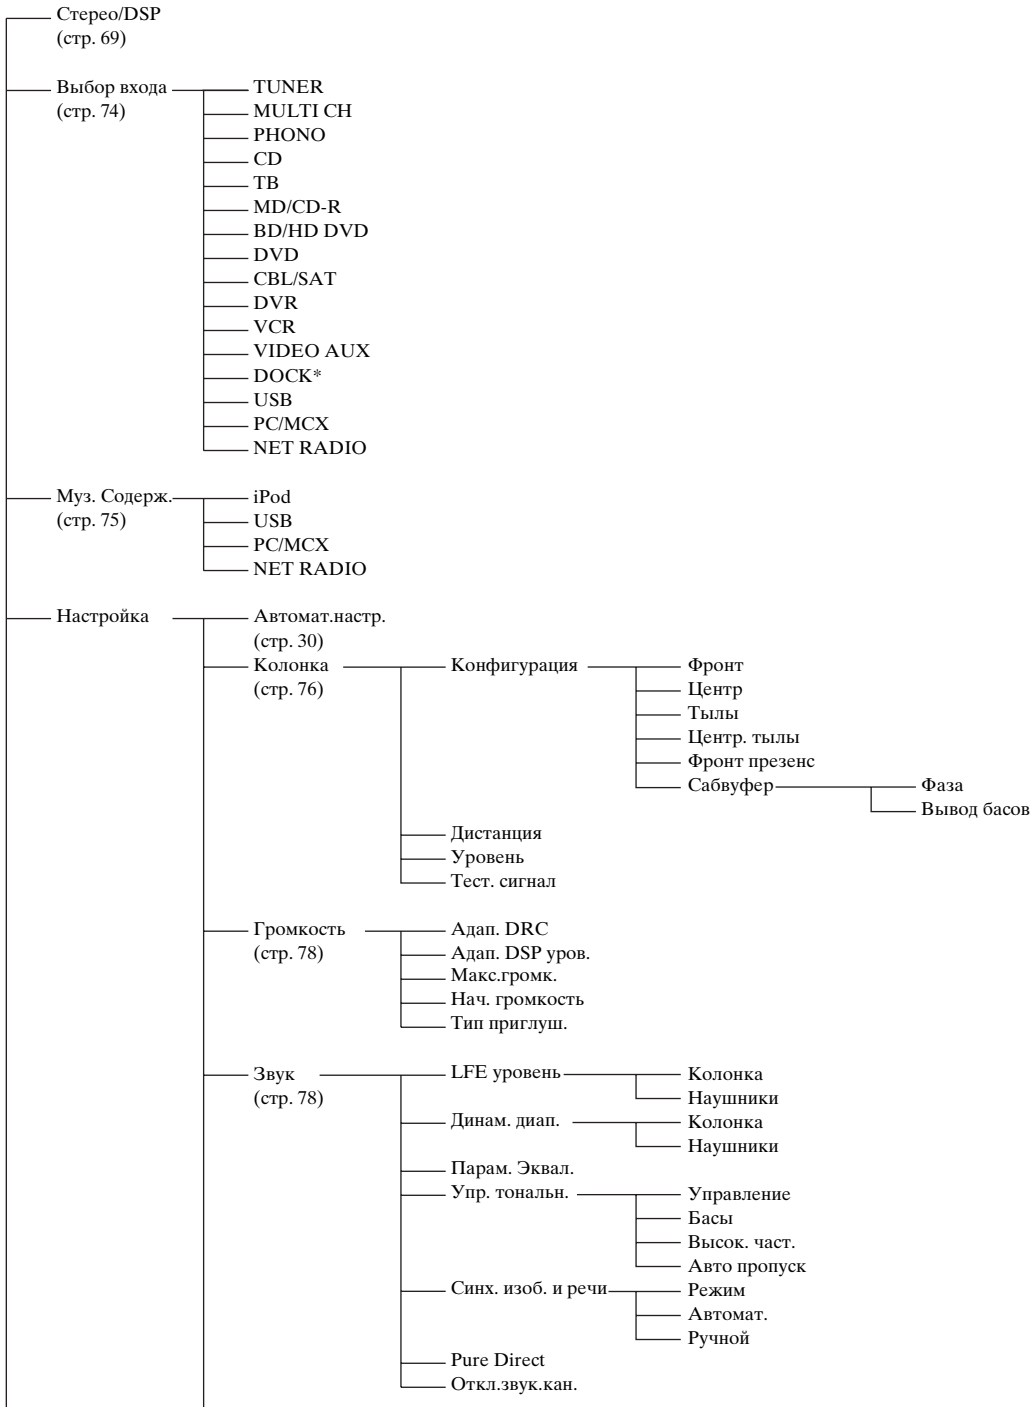 Стерео/DSP
(стр. 69)
Выбор входа
(стр. 74)
TUNER
MULTI CH
PHONO
CD
ТВ
MD/CD-R
BD/HD DVD
DVD
CBL/SAT
DVR
VCR
VIDEO AUX
DOCK*
USB
PC/MCX
NET RADIO
Муз. Содерж.
(стр. 75)
iPod
USB
PC/MCX
NET RADIO
Настройка
Автомат.настр.
(стр. 30)
Колонка
(стр. 76)
Конфигурация
Фронт
Центр
Тылы
Центр. тылы
Фронт презенс
Сабвуфер
Фаза
Вывод басов
Дистанция
Уровень
Тест. сигнал
Громкость
(стр. 78)
Адап. DRC
Адап. DSP уров.
Макс.громк.
Нач. громкость
Тип приглуш.
Звук
(стр. 78)
LFE уровень
Колонка
Наушники
Динам. диап.
Колонка
Наушники
Парам. Эквал.
Упр. тональн.
Управление
Басы
Высок. част.
Авто пропуск
Синх. изоб. и речи
Режим
Автомат.
Ручной
Pure Direct
Откл.звук.кан.